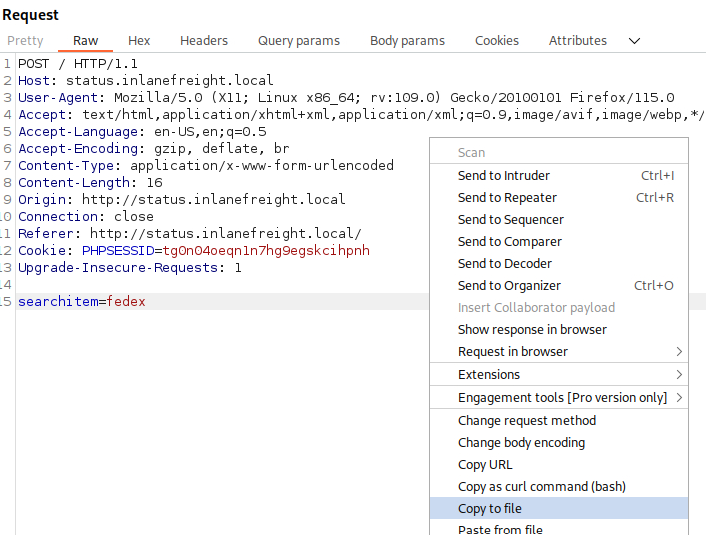 Request
Pretty Raw Hex Headers Query params Body params Cookies Attributes
1 POST / HTTP/1.1
2 Host: status.inlanefreight.local
3 User-Agent: Mozilla/5.0 (X11; Linux x86_64; rv:109.0) Gecko/20100101 Firefox/115.0
4 Accept: text/html,application/xhtml+xml,application/xml;q=0.9,image/avif,image/webp,*/
5 Accept-Language: en-US,en;q=0.5
6 Accept-Encoding: gzip, deflate, br
7 Content-Type: application/x-www-form-urlencoded
8 Content-Length: 16
9 Origin: http://status.inlanefreight.local
10 Connection: close
11 Referer: http://status.inlanefreight.local/
12 Cookie: PHPSESSID=tg0n04oeqn1n7hg9egskcihpnh
13 Upgrade-Insecure-Requests: 1
14
15 searchitem=fedex
Scan
Send to Intruder Ctrl+I
Send to Repeater Ctrl+R
Send to Sequencer
Send to Comparer
Send to Decoder
Send to Organizer Ctrl+O
Insert Collaborator payload
Show response in browser
Request in browser
Extensions
Engagement tools [Pro version only]
Change request method
Change body encoding
Copy URL
Copy as curl command (bash)
Copy to file
Paste from file